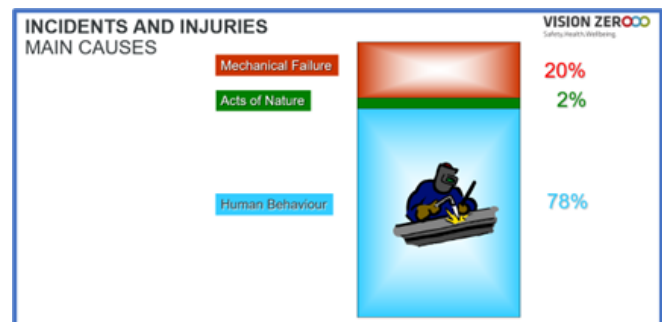 INCIDENTS AND INJURIES
MAIN CAUSES
VISION ZERO
Safety.Health.Wellbeing.
Mechanical Failure
20%
Acts of Nature
2%
Human Behaviour
78%